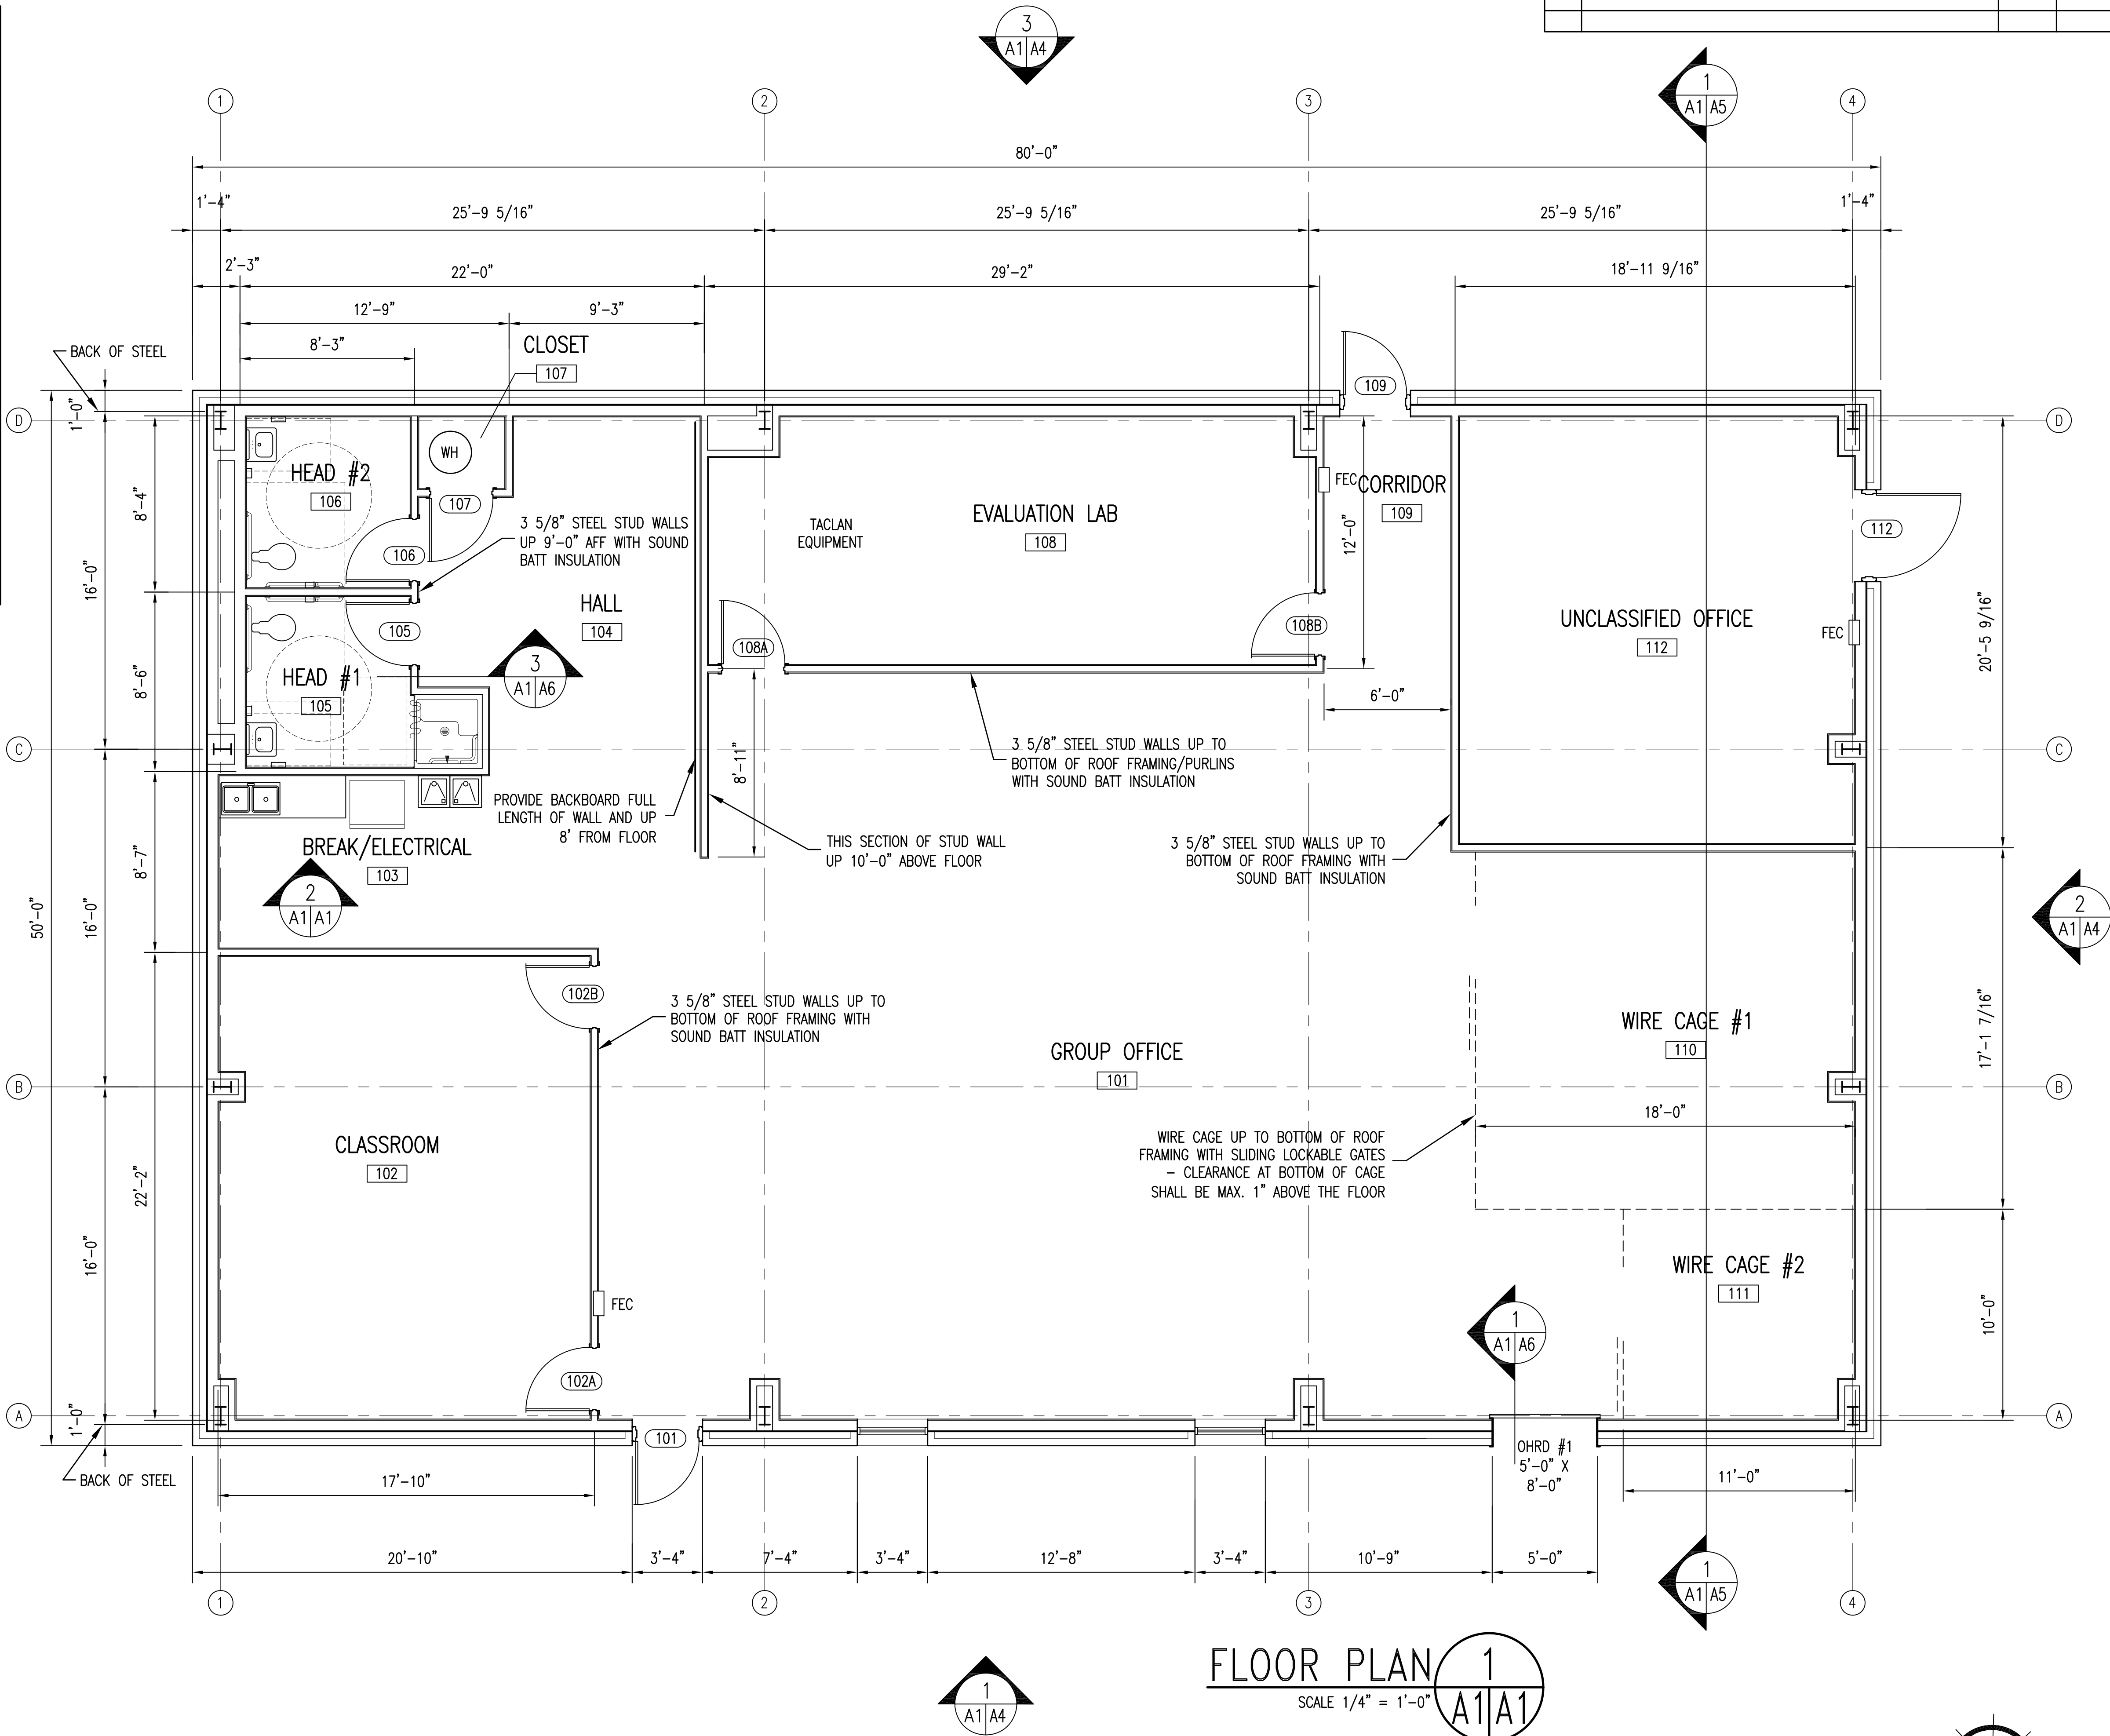 3
A1 A4
1
A1 A5
1
2
3
4
80'-0"
1'-4"
25'-9 5/16"
25'-9 5/16"
25'-9 5/16"
1'-4"
2'-3"
22'-0"
29'-2"
18'-11 9/16"
12'-9"
9'-3"
8'-3"
CLOSET
107
BACK OF STEEL
109
1'-0"
D
D
WH
HEAD #2
106
107
106
3 5/8" STEEL STUD WALLS
UP 9'-0" AFF WITH SOUND
BATT INSULATION
TACLAN
EQUIPMENT
EVALUATION LAB
108
FEC
CORRIDOR
109
12'-0"
112
8'-4"
16'-0"
HALL
104
105
108A
108B
UNCLASSIFIED OFFICE
112
FEC
20'-5 9/16"
HEAD #1
105
3
A1 A6
8'-6"
6'-0"
C
C
8'-11"
3 5/8" STEEL STUD WALLS UP TO
BOTTOM OF ROOF FRAMING/PURLINS
WITH SOUND BATT INSULATION
PROVIDE BACKBOARD FULL
LENGTH OF WALL AND UP
8' FROM FLOOR
THIS SECTION OF STUD WALL
UP 10'-0" ABOVE FLOOR
3 5/8" STEEL STUD WALLS UP TO
BOTTOM OF ROOF FRAMING WITH
SOUND BATT INSULATION
BREAK/ELECTRICAL
103
2
A1 A1
8'-7"
16'-0"
50'-0"
2
A1 A4
102B
3 5/8" STEEL STUD WALLS UP TO
BOTTOM OF ROOF FRAMING WITH
SOUND BATT INSULATION
GROUP OFFICE
101
WIRE CAGE #1
110
17'-1 7/16"
B
B
18'-0"
CLASSROOM
102
WIRE CAGE UP TO BOTTOM OF ROOF
FRAMING WITH SLIDING LOCKABLE GATES
- CLEARANCE AT BOTTOM OF CAGE
SHALL BE MAX. 1" ABOVE THE FLOOR
22'-2"
16'-0"
WIRE CAGE #2
111
FEC
1
A1 A6
10'-0"
102A
A
A
1'-0"
101
OHRD #1
5'-0" X
8'-0"
BACK OF STEEL
17'-10"
11'-0"
20'-10"
3'-4"
7'-4"
3'-4"
12'-8"
3'-4"
10'-9"
5'-0"
1
A1 A5
1
2
3
4
FLOOR PLAN
SCALE 1/4" = 1'-0"
1
A1 A1
1
A1 A4